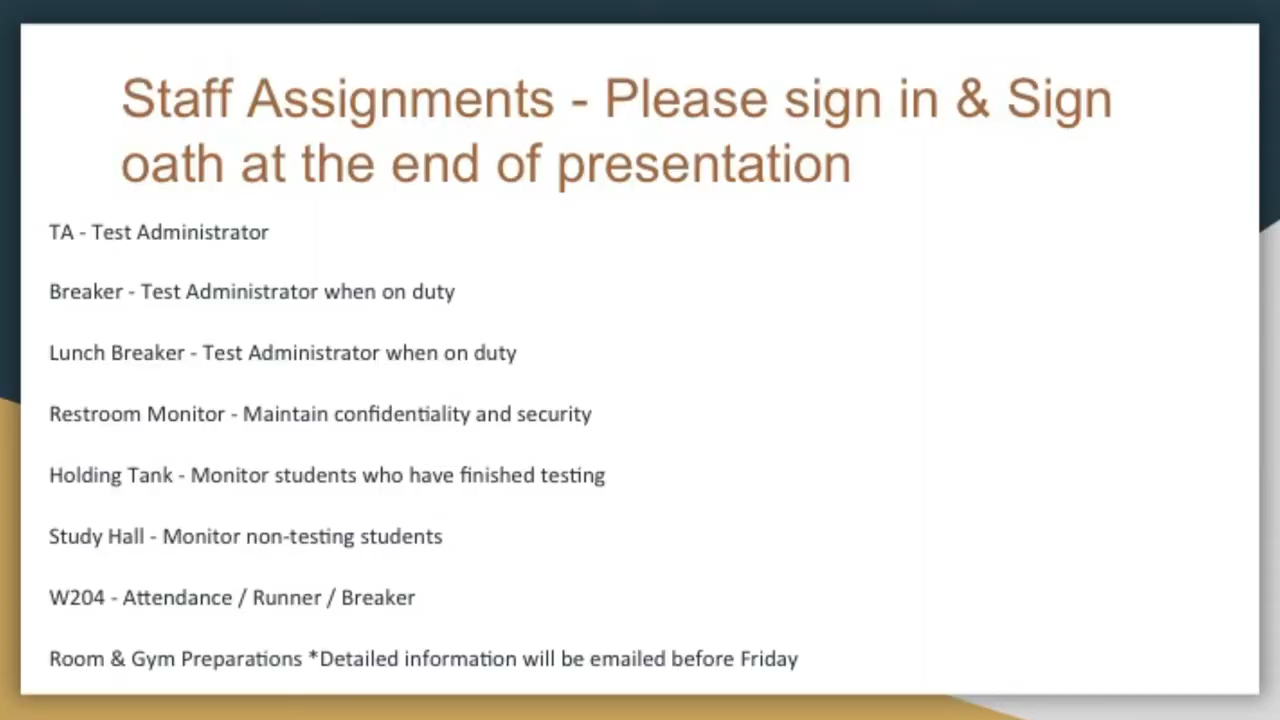 Staff Assignments - Please sign in & Sign
oath at the end of presentation
TA - Test Administrator
Breaker - Test Administrator when on duty
Lunch Breaker - Test Administrator when on duty
Restroom Monitor - Maintain confidentiality and security
Holding Tank - Monitor students who have finished testing
Study Hall - Monitor non-testing students
W204 - Attendance / Runner / Breaker
Room & Gym Preparations *Detailed information will be emailed before Friday